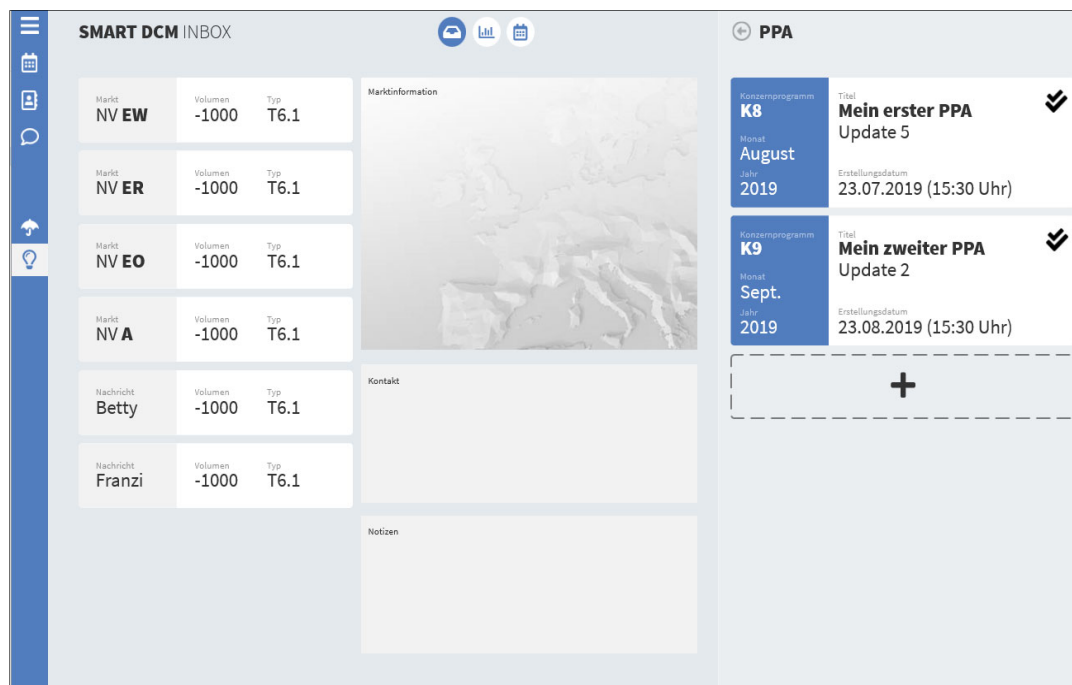 SMART DCM INBOX
Markt Volumen Typ
NV EW -1000 T6.1
Markt Volumen Typ
NV ER -1000 T6.1
Markt Volumen Typ
NV EO -1000 T6.1
Markt Volumen Typ
NV A -1000 T6.1
Nachricht Volumen Typ
Betty -1000 T6.1
Nachricht Volumen Typ
Franzi -1000 T6.1
Marktinformation
Kontakt
Notizen
PPA
Konzernprogramm
K8
Monat
August
Jahr
2019
Titel
Mein erster PPA
Update 5
Erstellungsdatum
23.07.2019 (15:30 Uhr)
Konzernprogramm
K9
Monat
Sept.
Jahr
2019
Titel
Mein zweiter PPA
Update 2
Erstellungsdatum
23.08.2019 (15:30 Uhr)